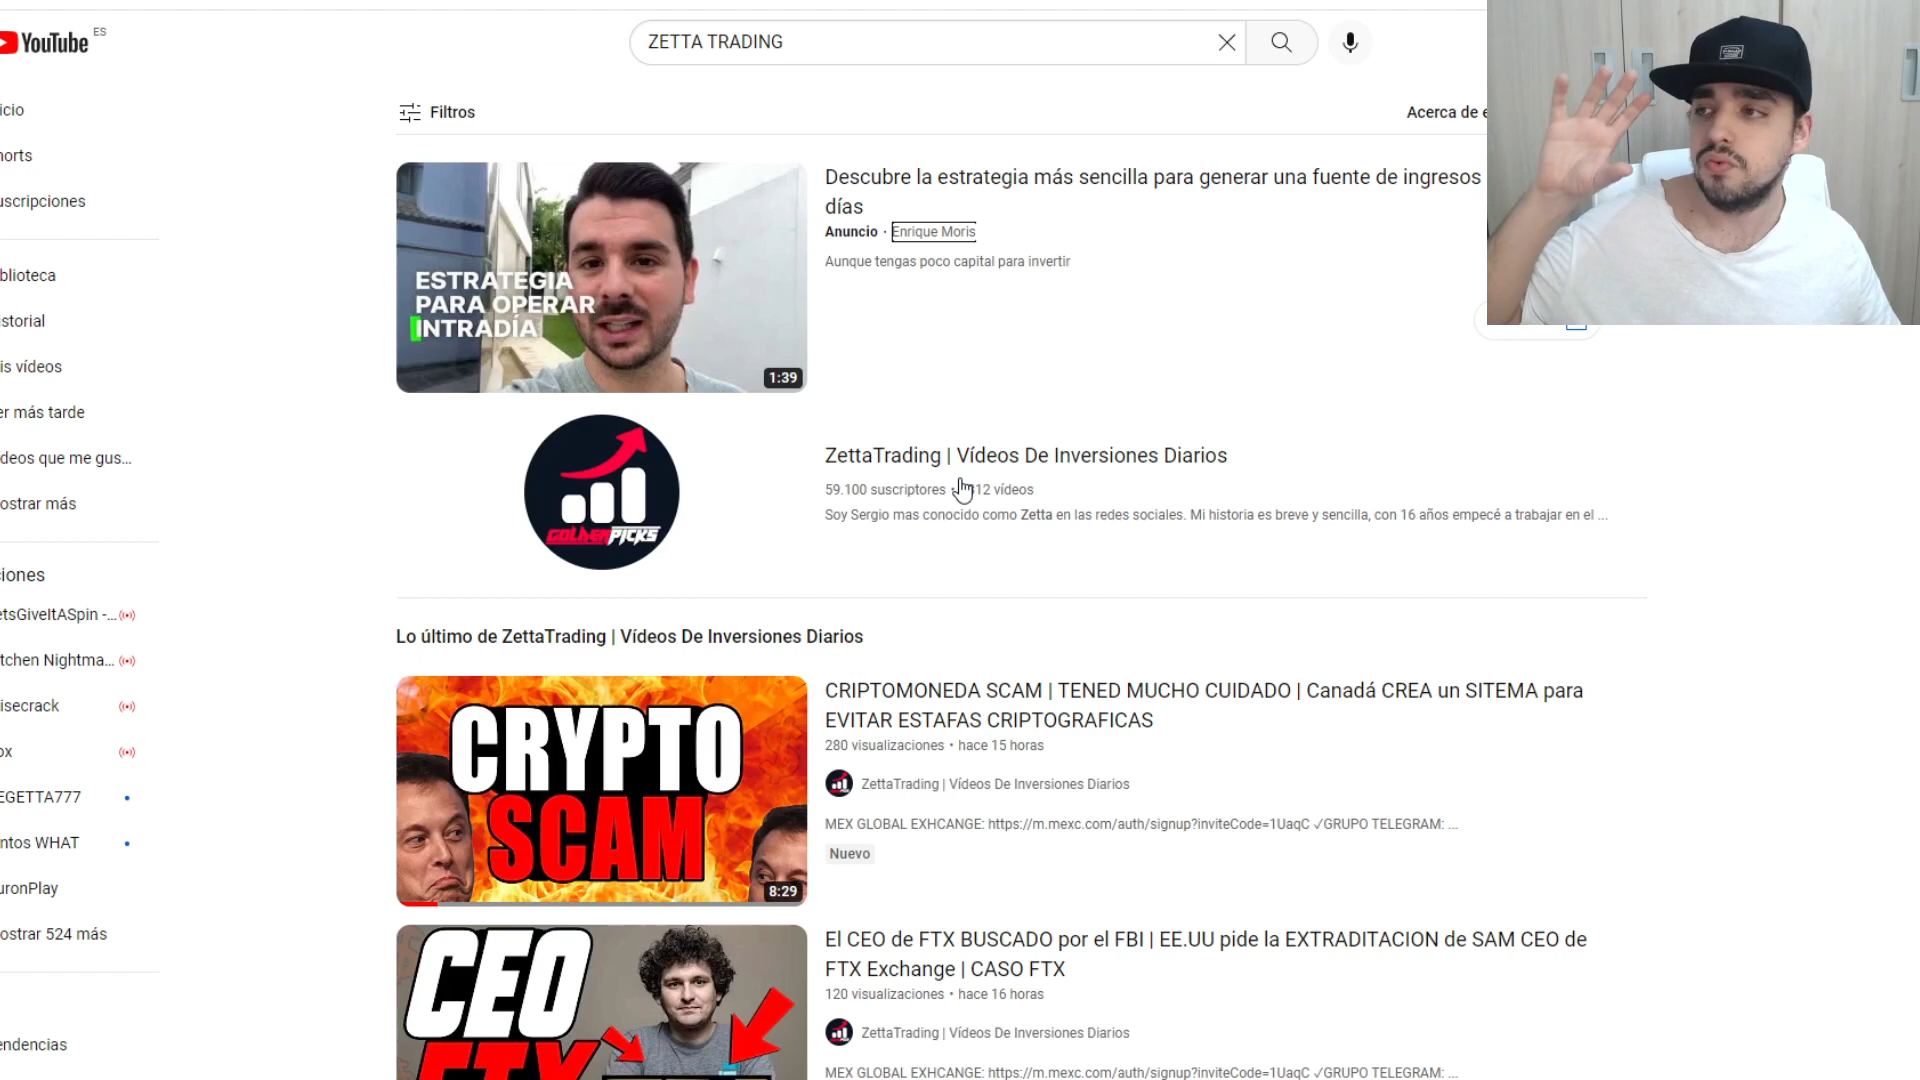 YouTube ES
ZETTA TRADING
icio
horts
uscripciones
blioteca
storial
is vídeos
er más tarde
deos que me gus...
ostrar más
ciones
etsGiveItASpin -...
tchen Nightma...
isecrack
ox
EGETTA777
ntos WHAT
uronPlay
ostrar 524 más
endencias
Filtros
Acerca de e
ESTRATEGIA
PARA OPERAR
INTRADÍA
1:39
Descubre la estrategia más sencilla para generar una fuente de ingresos
días
Anuncio · Enrique Moris
Aunque tengas poco capital para invertir
GOLDENPICKS
ZettaTrading | Vídeos De Inversiones Diarios
59.100 suscriptores 12 vídeos
Soy Sergio mas conocido como Zetta en las redes sociales. Mi historia es breve y sencilla, con 16 años empecé a trabajar en el ...
Lo último de ZettaTrading | Vídeos De Inversiones Diarios
CRYPTO
SCAM
8:29
CRIPTOMONEDA SCAM | TENED MUCHO CUIDADO | Canadá CREA un SITEMA para
EVITAR ESTAFAS CRIPTOGRAFICAS
280 visualizaciones • hace 15 horas
ZettaTrading | Vídeos De Inversiones Diarios
MEX GLOBAL EXHCANGE: https://m.mexc.com/auth/signup?inviteCode=1UaqC ✓GRUPO TELEGRAM: ...
Nuevo
CEO
FTX
El CEO de FTX BUSCADO por el FBI | EE.UU pide la EXTRADITACION de SAM CEO de
FTX Exchange | CASO FTX
120 visualizaciones • hace 16 horas
ZettaTrading | Vídeos De Inversiones Diarios
MEX GLOBAL EXHCANGE: https://m.mexc.com/auth/signup?inviteCode=1UaqC ✓GRUPO TELEGRAM: ...